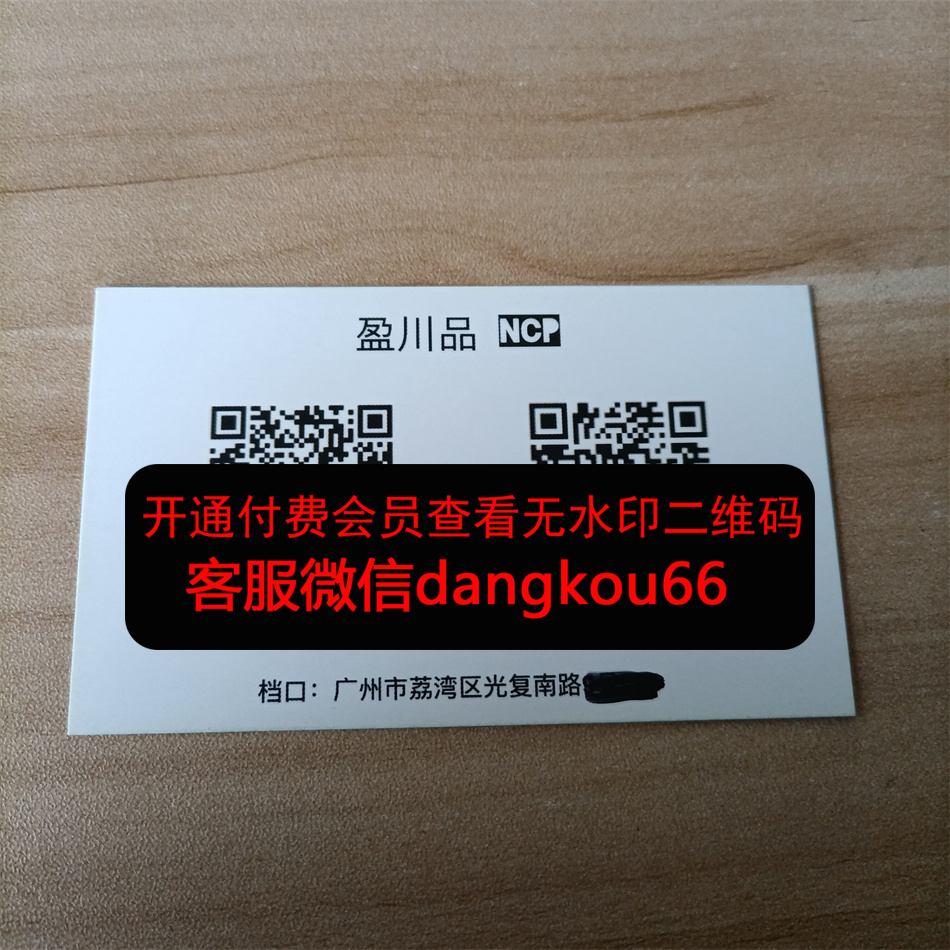 盈川品 NCP
开通付费会员查看无水印二维码
客服微信dangkou66
档口：广州市荔湾区光复南路